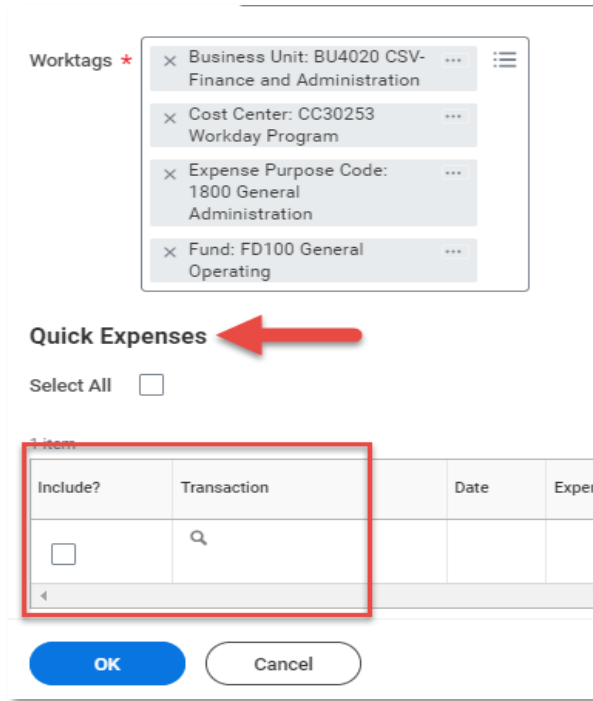 Worktags *
Business Unit: BU4020 CSV-
Finance and Administration
Cost Center: CC30253
Workday Program
Expense Purpose Code:
1800 General
Administration
Fund: FD100 General
Operating
Quick Expenses
Select All
1 item
Include? Transaction Date Exper
OK Cancel